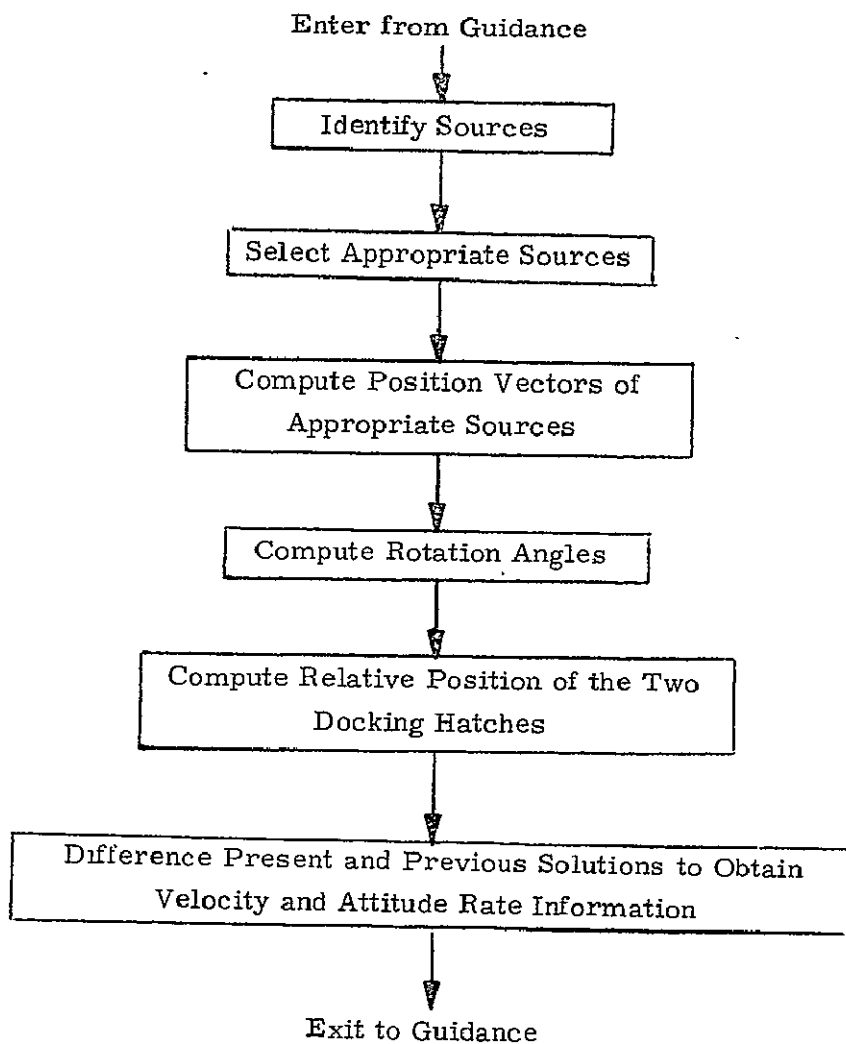 Enter from Guidance
Identify Sources
Select Appropriate Sources
Compute Position Vectors of
Appropriate Sources
Compute Rotation Angles
Compute Relative Position of the Two
Docking Hatches
Difference Present and Previous Solutions to Obtain
Velocity and Attitude Rate Information
Exit to Guidance